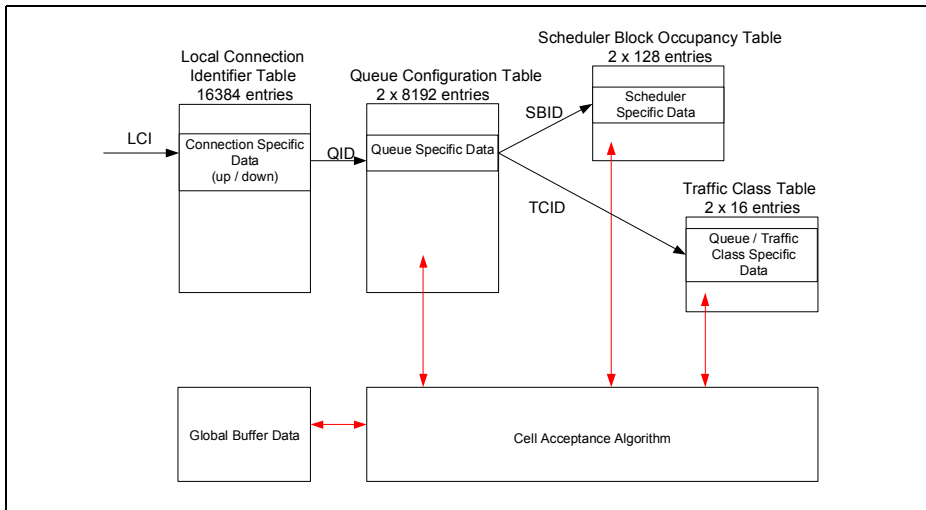 Scheduler Block Occupancy Table
2 x 128 entries
Local Connection
Identifier Table
16384 entries
Queue Configuration Table
2 x 8192 entries
Scheduler
Specific Data
SBID
LCI
Connection Specific
Data
(up / down)
QID
Queue Specific Data
TCID
Traffic Class Table
2 x 16 entries
Queue / Traffic
Class Specific
Data
Global Buffer Data
Cell Acceptance Algorithm